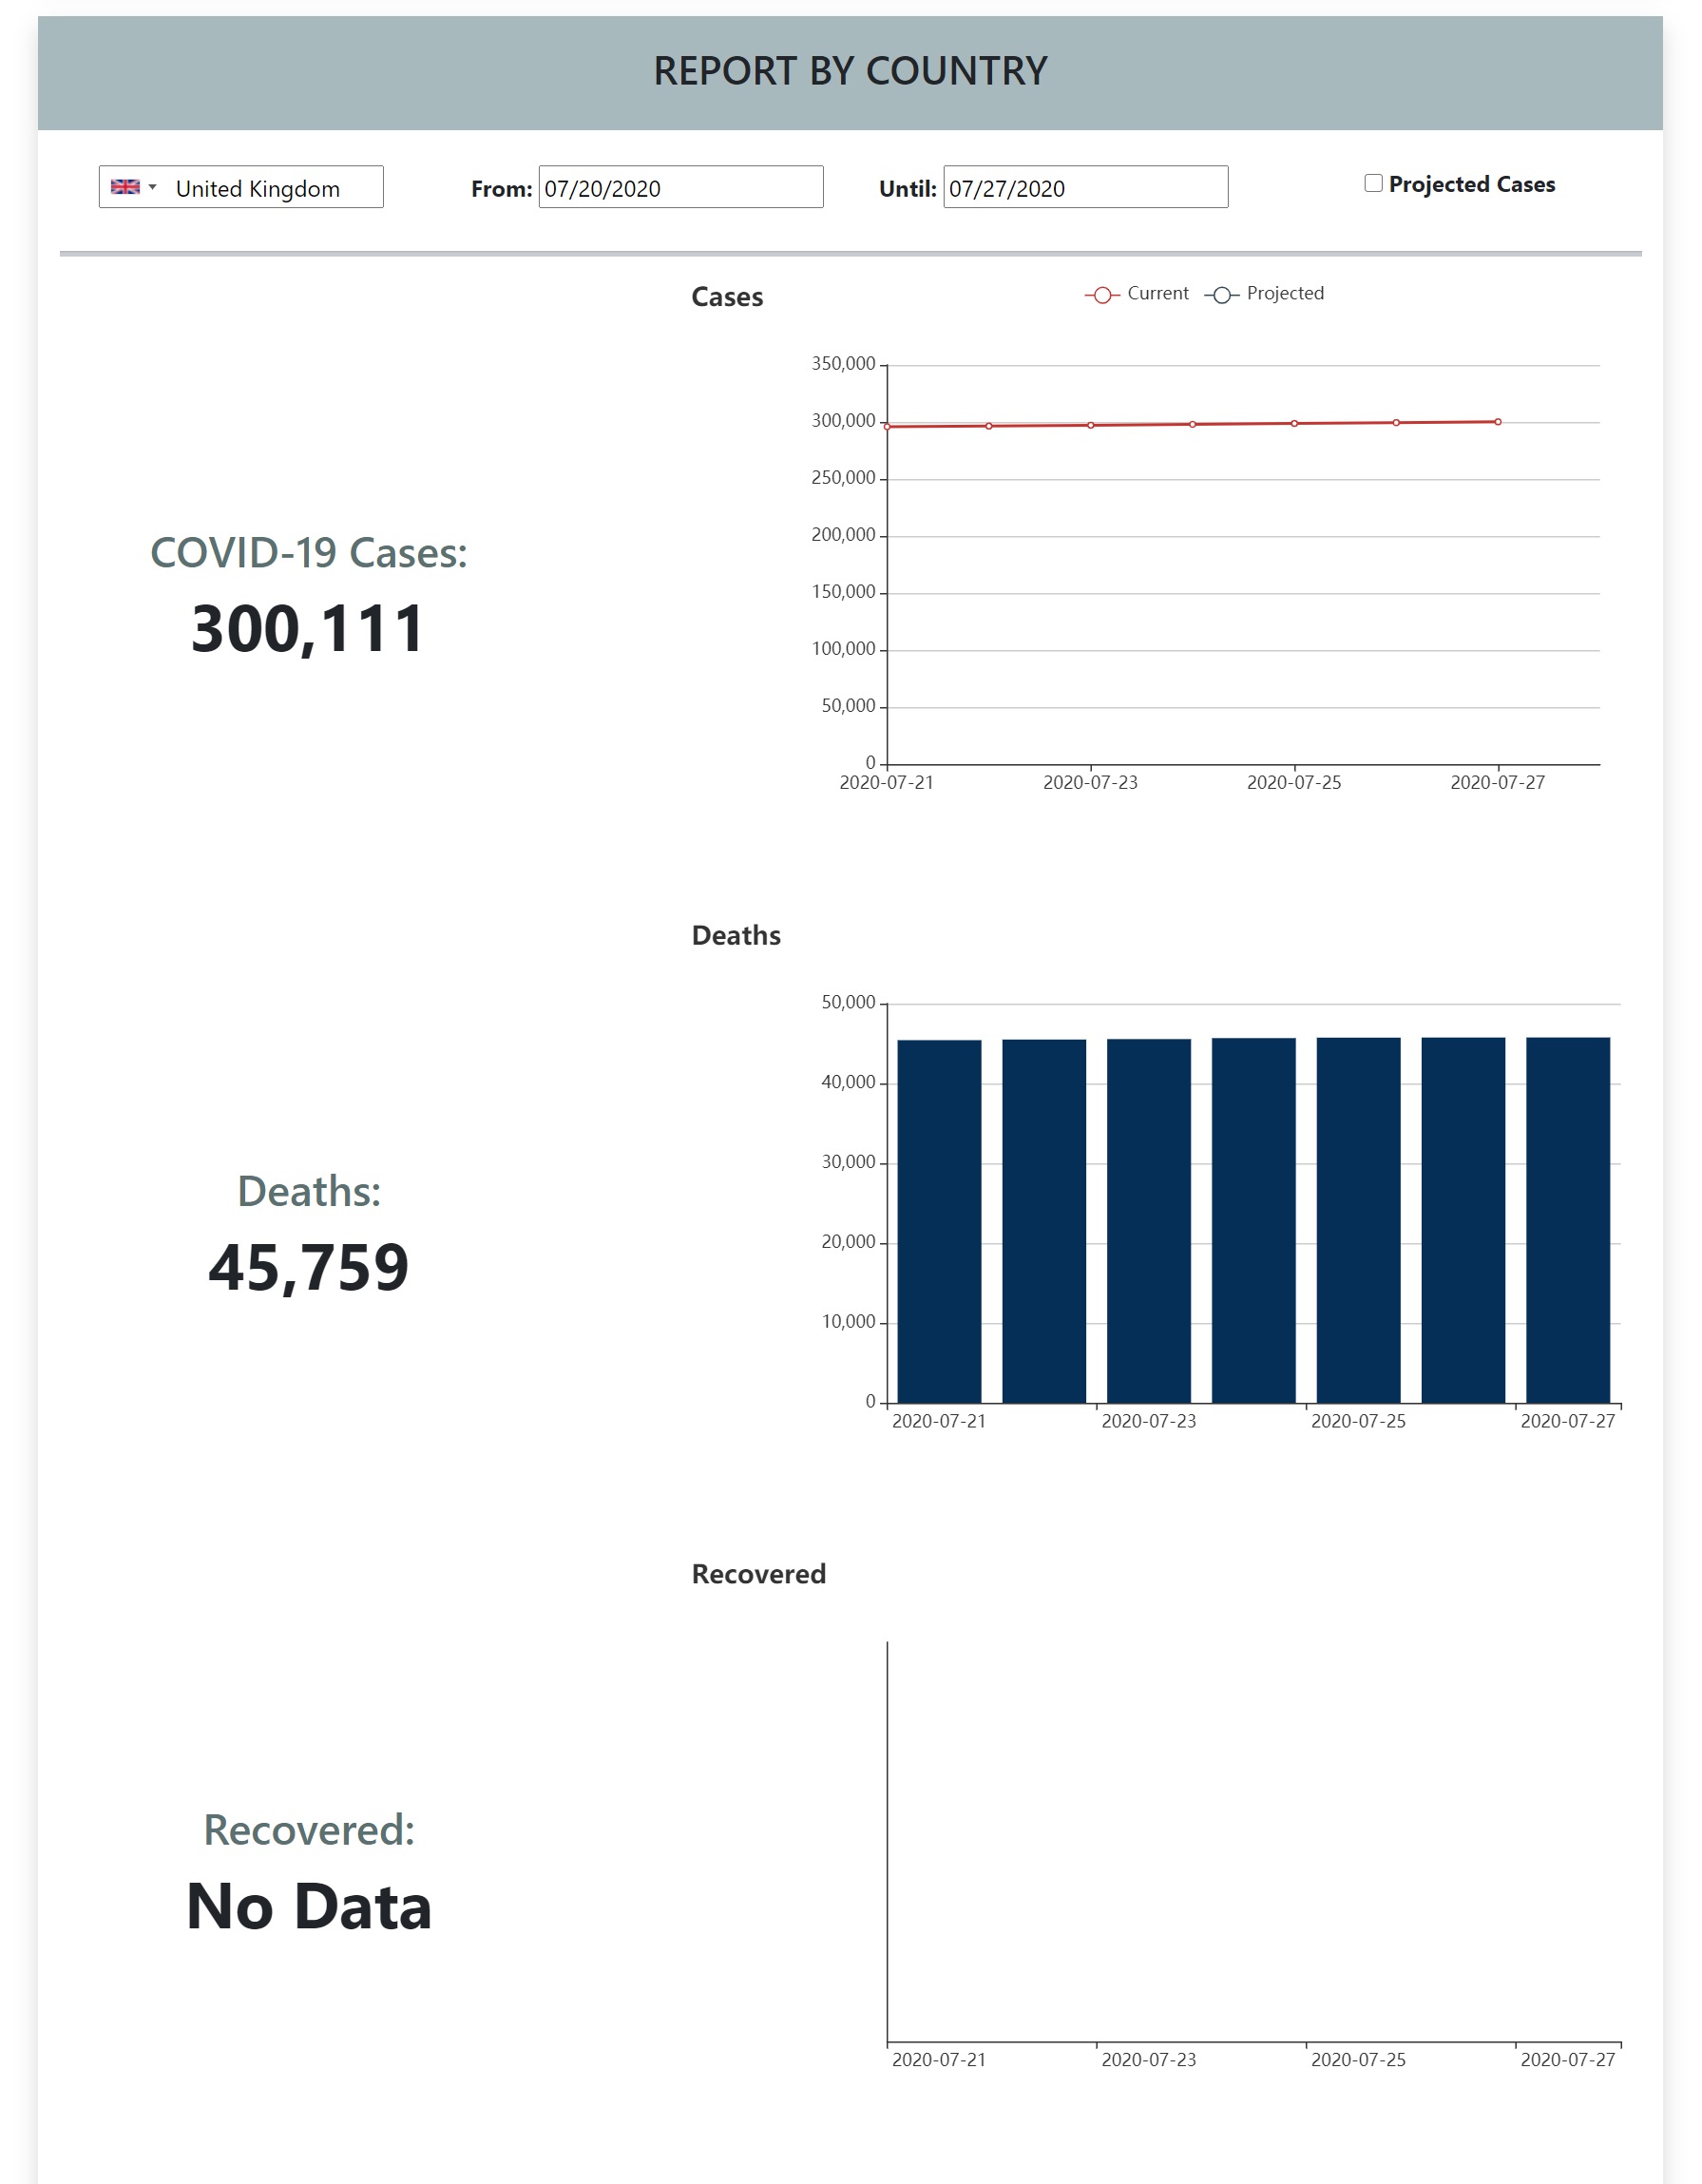 REPORT BY COUNTRY
United Kingdom From: 07/20/2020 Until: 07/27/2020 Projected Cases
Cases Current Projected
350,000
300,000
250,000
COVID-19 Cases:
300,111
200,000
150,000
100,000
50,000
0
2020-07-21 2020-07-23 2020-07-25 2020-07-27
Deaths
50,000
40,000
30,000
Deaths:
45,759
20,000
10,000
0
2020-07-21 2020-07-23 2020-07-25 2020-07-27
Recovered
Recovered:
No Data
2020-07-21 2020-07-23 2020-07-25 2020-07-27